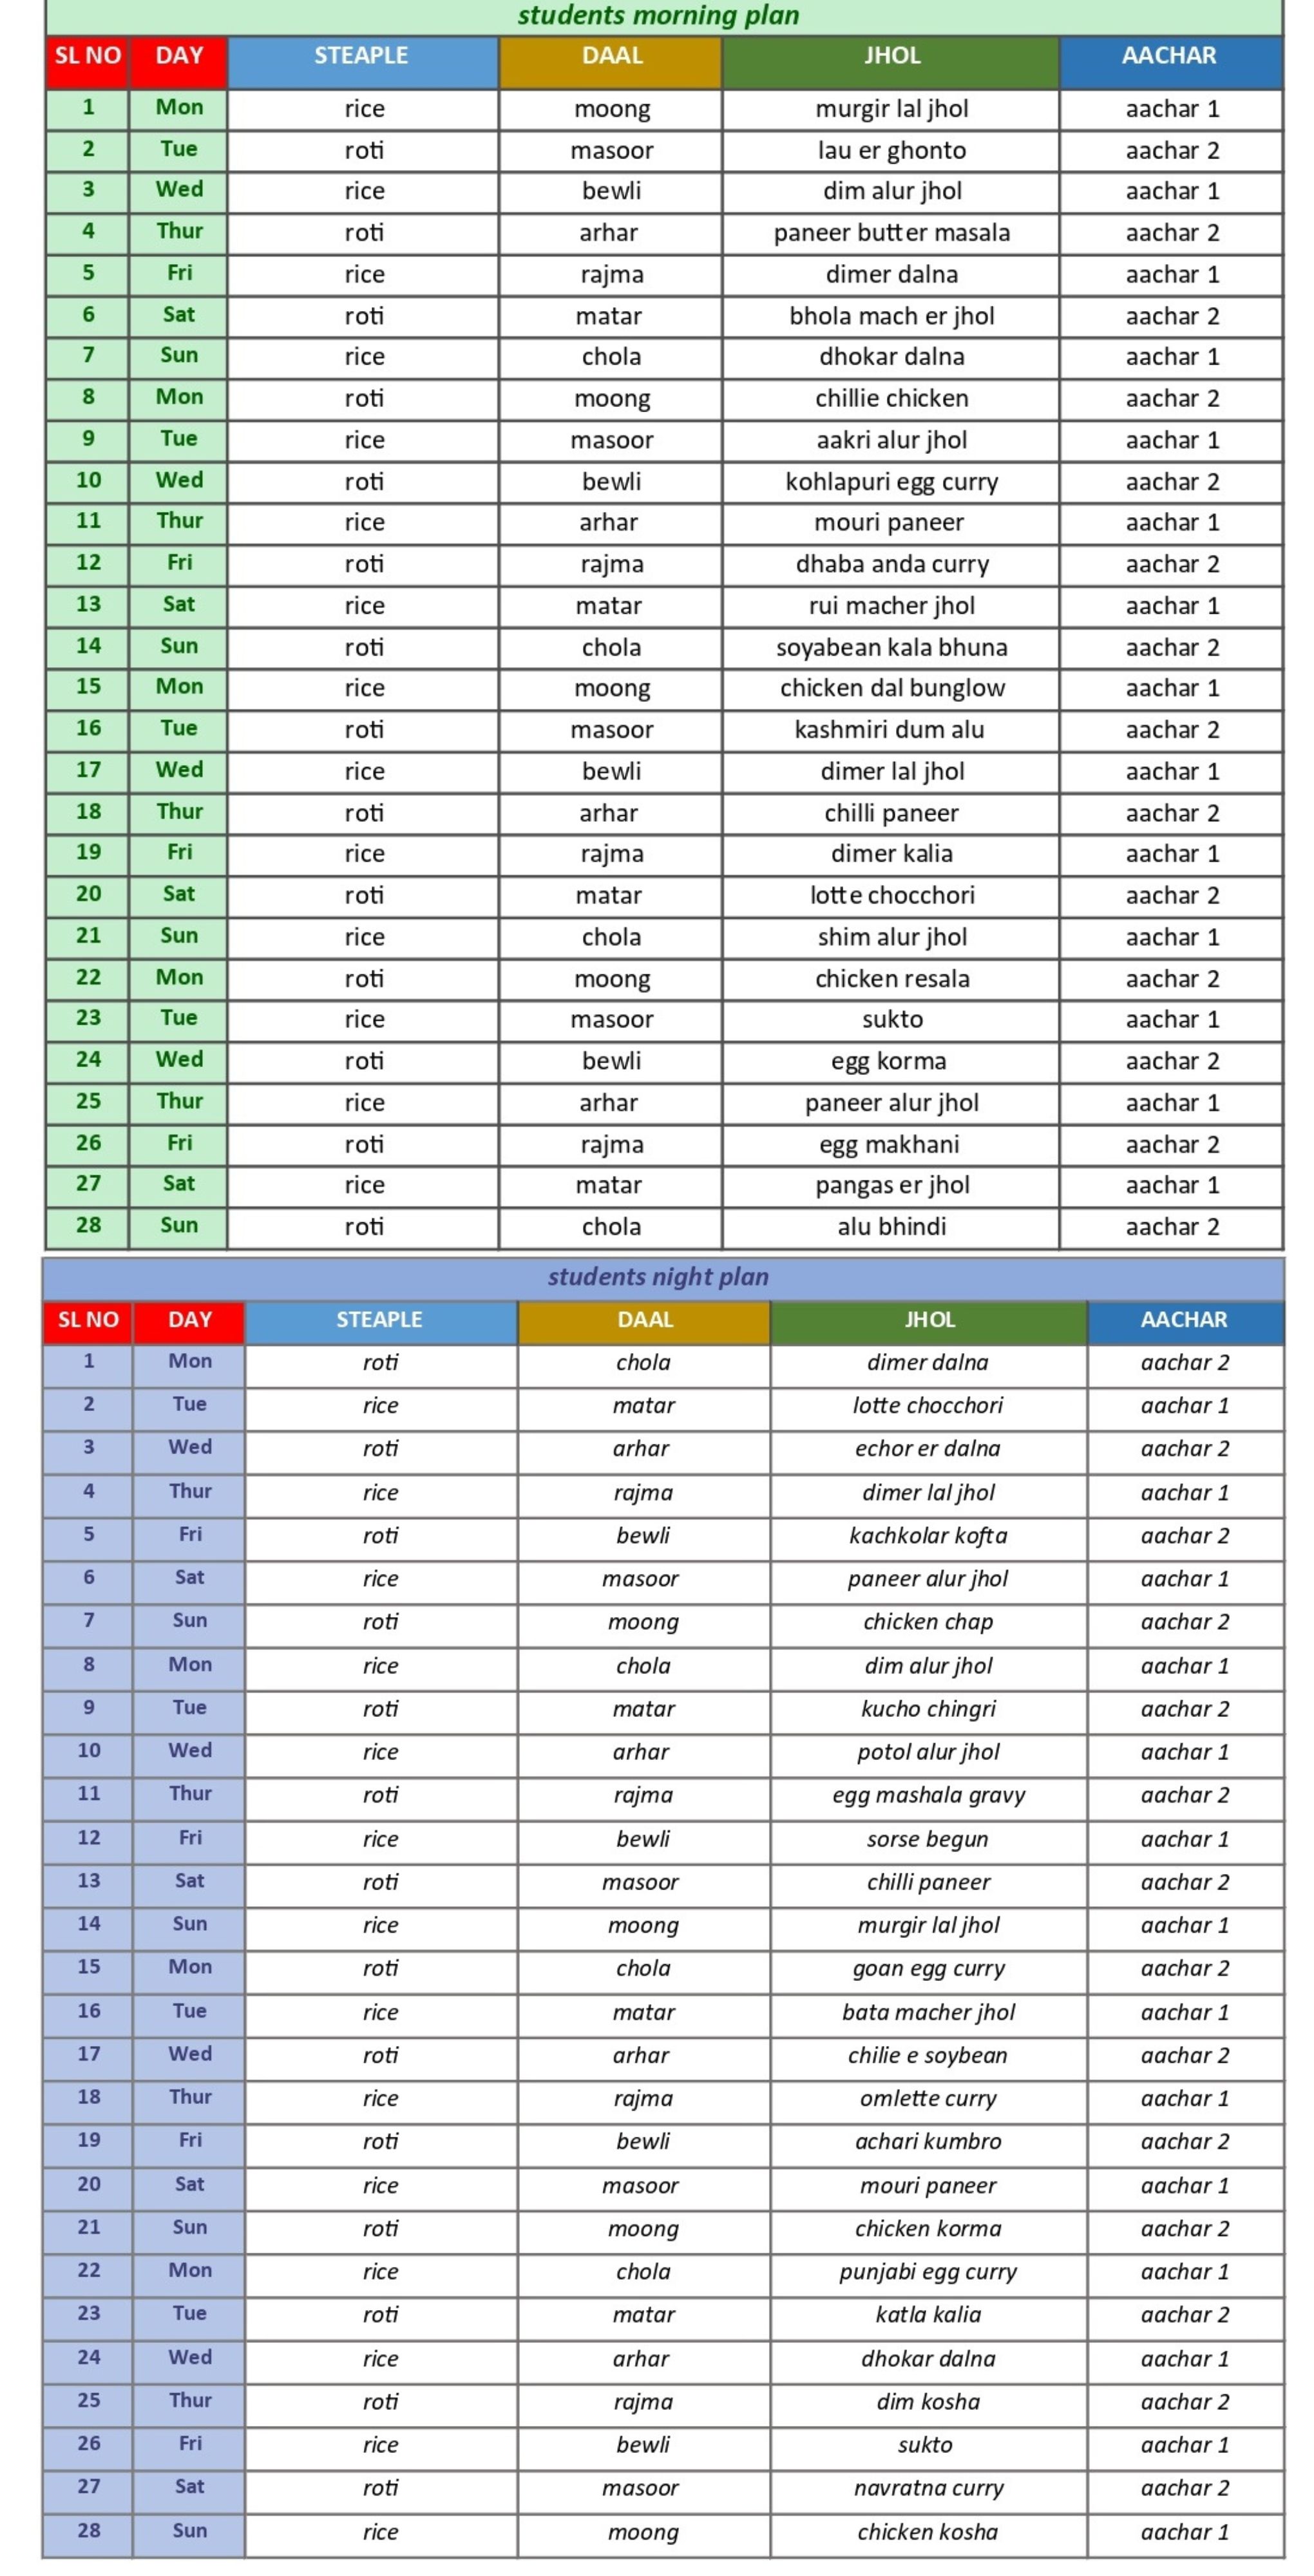 students morning plan
SL NO DAY STEAPLE DAAL JHOL AACHAR
1 Mon rice moong murgir lal jhol aachar 1
2 Tue roti masoor lau er ghonto aachar 2
3 Wed rice bewli dim alur jhol aachar 1
4 Thur roti arhar paneer butter masala aachar 2
5 Fri rice rajma dimer dalna aachar 1
6 Sat roti matar bhola mach er jhol aachar 2
7 Sun rice chola dhokar dalna aachar 1
8 Mon roti moong chillie chicken aachar 2
9 Tue rice masoor aakri alur jhol aachar 1
10 Wed roti bewli kohlapuri egg curry aachar 2
11 Thur rice arhar mouri paneer aachar 1
12 Fri roti rajma dhaba anda curry aachar 2
13 Sat rice matar rui macher jhol aachar 1
14 Sun roti chola soyabean kala bhuna aachar 2
15 Mon rice moong chicken dal bunglow aachar 1
16 Tue roti masoor kashmiri dum alu aachar 2
17 Wed rice bewli dimer lal jhol aachar 1
18 Thur roti arhar chilli paneer aachar 2
19 Fri rice rajma dimer kalia aachar 1
20 Sat roti matar lotte chocchori aachar 2
21 Sun rice chola shim alur jhol aachar 1
22 Mon roti moong chicken resala aachar 2
23 Tue rice masoor sukto aachar 1
24 Wed roti bewli egg korma aachar 2
25 Thur rice arhar paneer alur jhol aachar 1
26 Fri roti rajma egg makhani aachar 2
27 Sat rice matar pangas er jhol aachar 1
28 Sun roti chola alu bhindi aachar 2
students night plan
SL NO DAY STEAPLE DAAL JHOL AACHAR
1 Mon roti chola dimer dalna aachar 2
2 Tue rice matar lotte chocchori aachar 1
3 Wed roti arhar echor er dalna aachar 2
4 Thur rice rajma dimer lal jhol aachar 1
5 Fri roti bewli kachkolar kofta aachar 2
6 Sat rice masoor paneer alur jhol aachar 1
7 Sun roti moong chicken chap aachar 2
8 Mon rice chola dim alur jhol aachar 1
9 Tue roti matar kucho chingri aachar 2
10 Wed rice arhar potol alur jhol aachar 1
11 Thur roti rajma egg mashala gravy aachar 2
12 Fri rice bewli sorse begun aachar 1
13 Sat roti masoor chilli paneer aachar 2
14 Sun rice moong murgir lal jhol aachar 1
15 Mon roti chola goan egg curry aachar 2
16 Tue rice matar bata macher jhol aachar 1
17 Wed roti arhar chilie e soybean aachar 2
18 Thur rice rajma omlette curry aachar 1
19 Fri roti bewli achari kumbro aachar 2
20 Sat rice masoor mouri paneer aachar 1
21 Sun roti moong chicken korma aachar 2
22 Mon rice chola punjabi egg curry aachar 1
23 Tue roti matar katla kalia aachar 2
24 Wed rice arhar dhokar dalna aachar 1
25 Thur roti rajma dim kosha aachar 2
26 Fri rice bewli sukto aachar 1
27 Sat roti masoor navratna curry aachar 2
28 Sun rice moong chicken kosha aachar 1